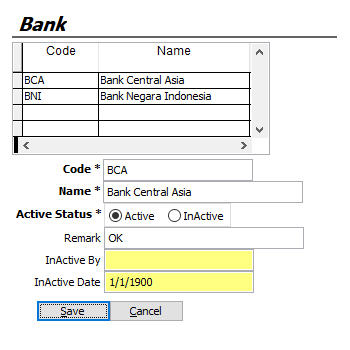 Bank
Code Name
BCA Bank Central Asia
BNI Bank Negara Indonesia
Code * BCA
Name * Bank Central Asia
Active Status * Active InActive
Remark OK
InActive By
InActive Date 1/1/1900
Save Cancel